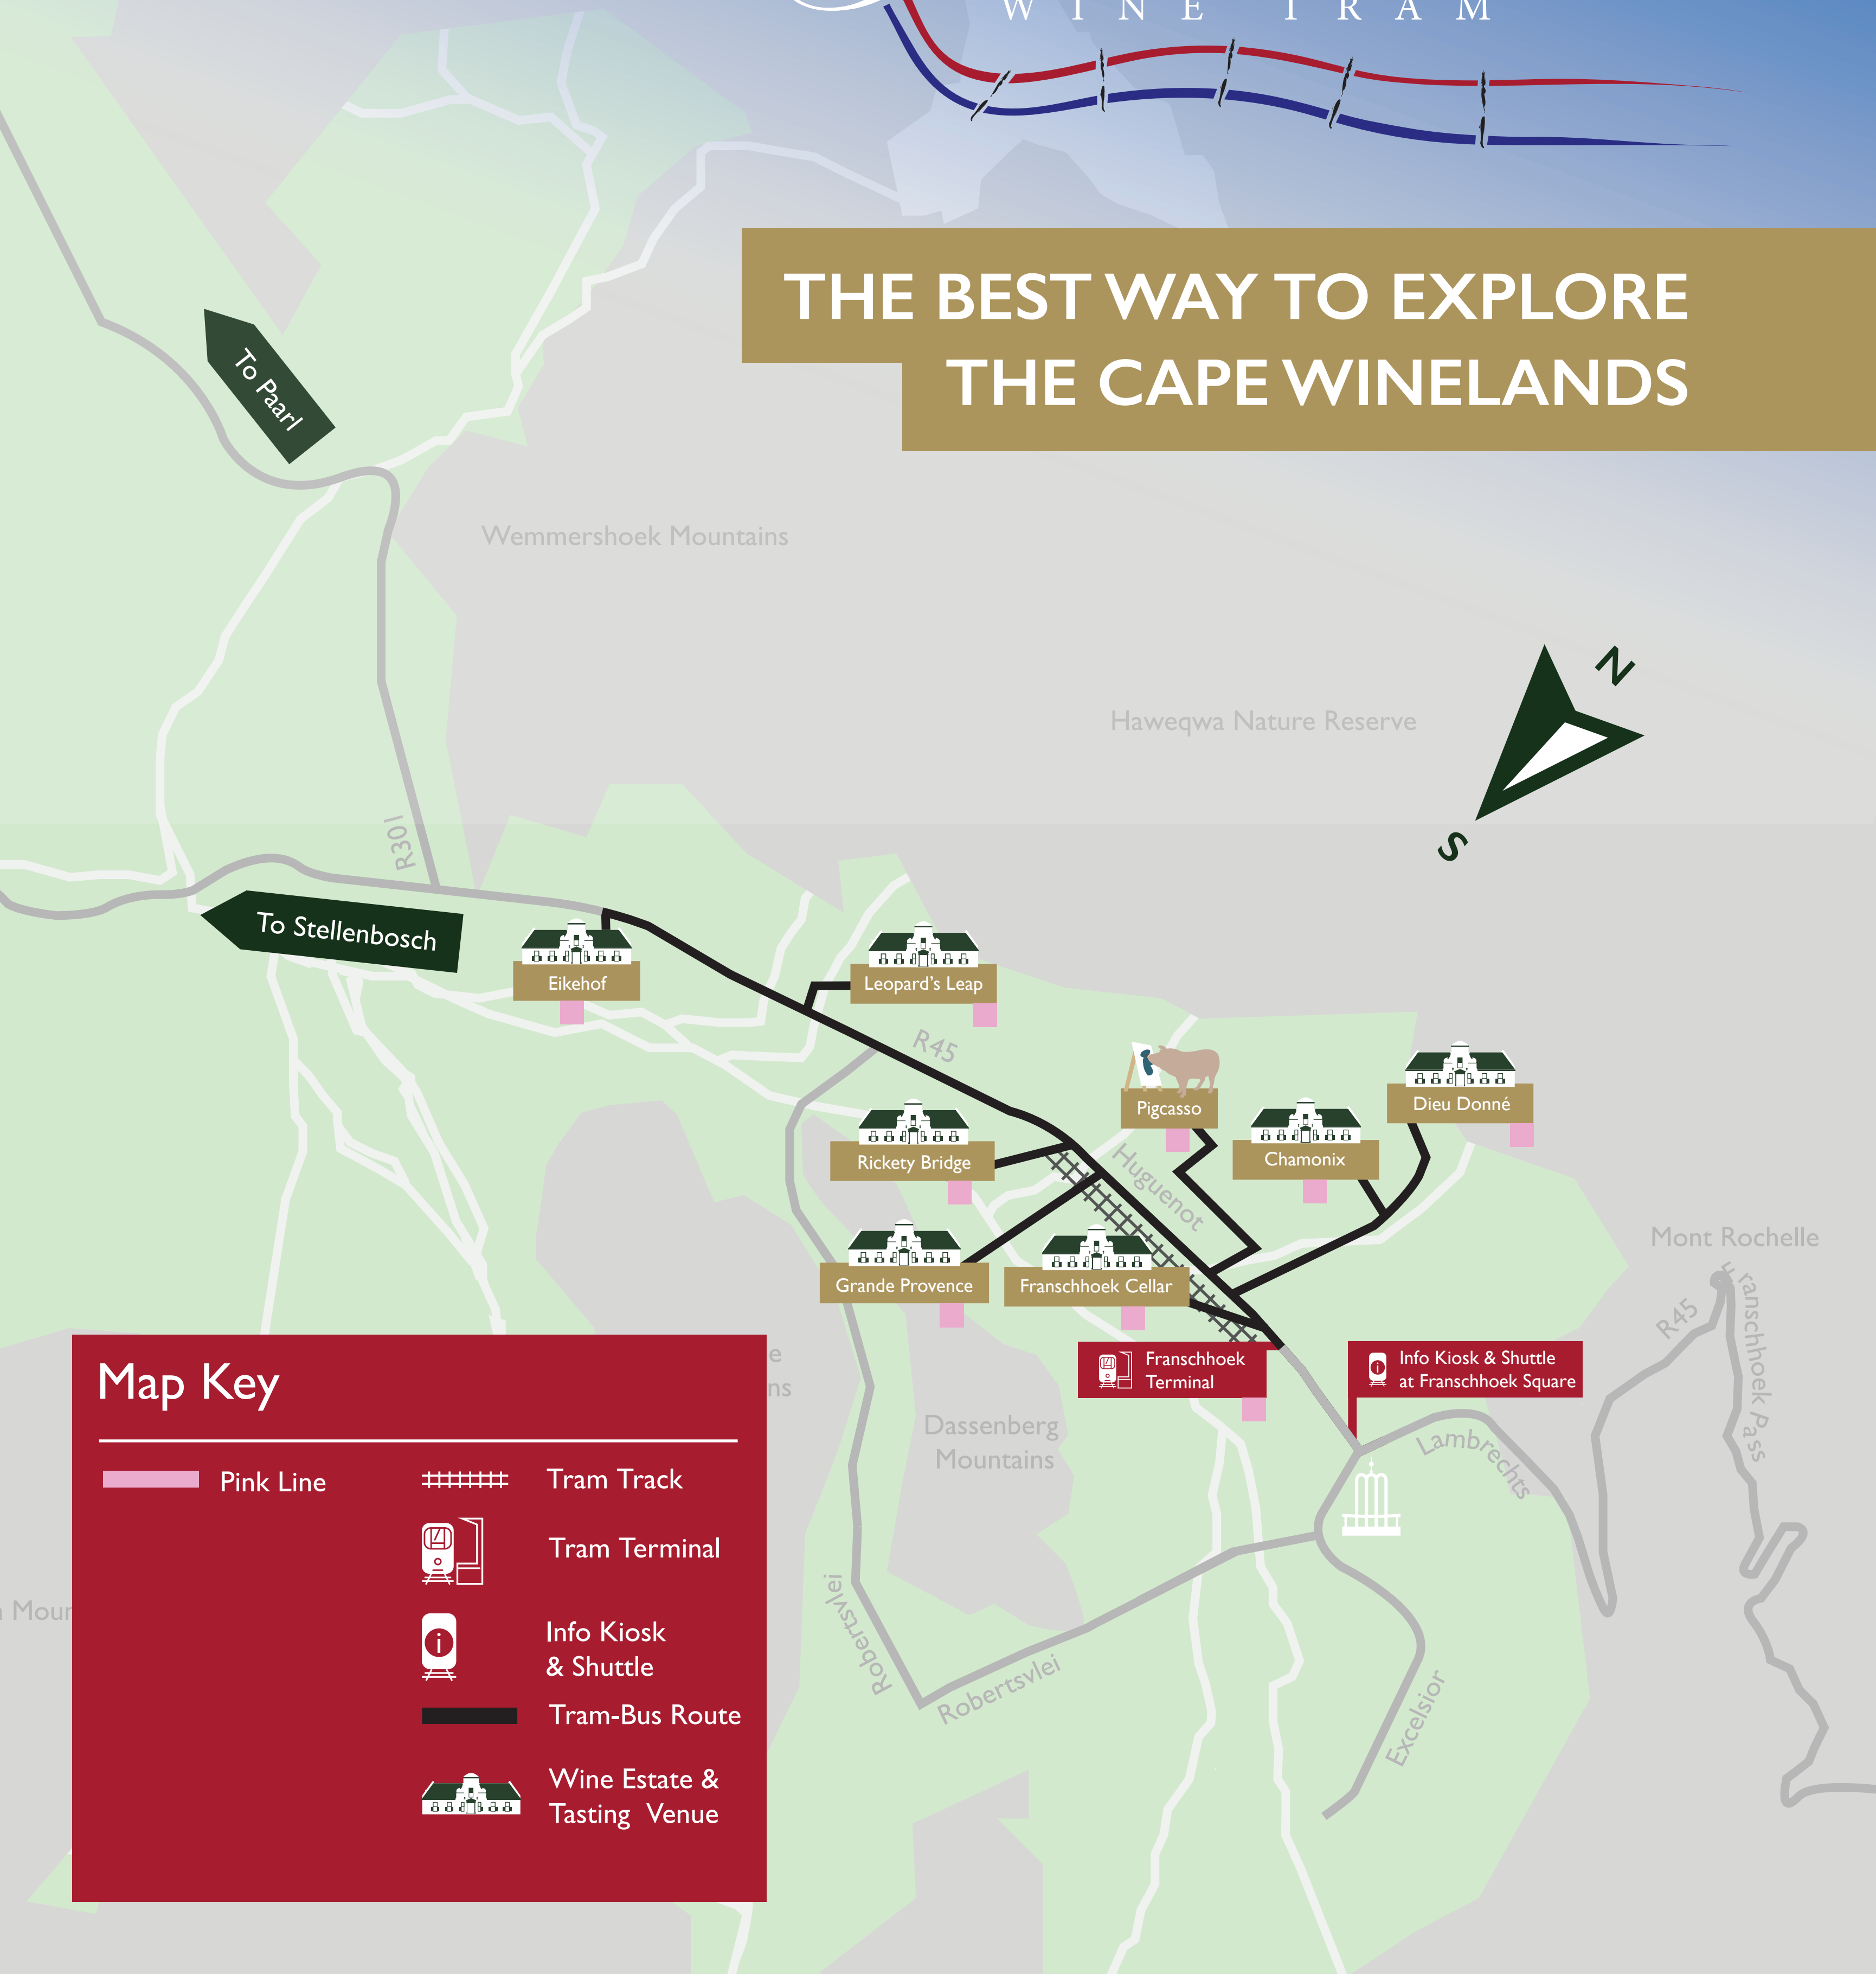 WINE TRAM
THE BEST WAY TO EXPLORE
THE CAPE WINELANDS
To Paarl
Wemmershoek Mountains
N
Haweqwa Nature Reserve
S
R301
To Stellenbosch
Eikehof
Leopard's Leap
R45
Pigcasso
Dieu Donné
Rickety Bridge
Huguenot
Chamonix
Grande Provence
Franschhoek Cellar
Mont Rochelle
R45
Franschhoek Pass
Franschhoek
Terminal
Info Kiosk & Shuttle
at Franschhoek Square
Dassenberg
Mountains
Lambrechts
Robertsvlei
Robertsvlei
Excelsior
Map Key
Pink Line
Tram Track
Tram Terminal
i
Info Kiosk
& Shuttle
Tram-Bus Route
Wine Estate &
Tasting Venue